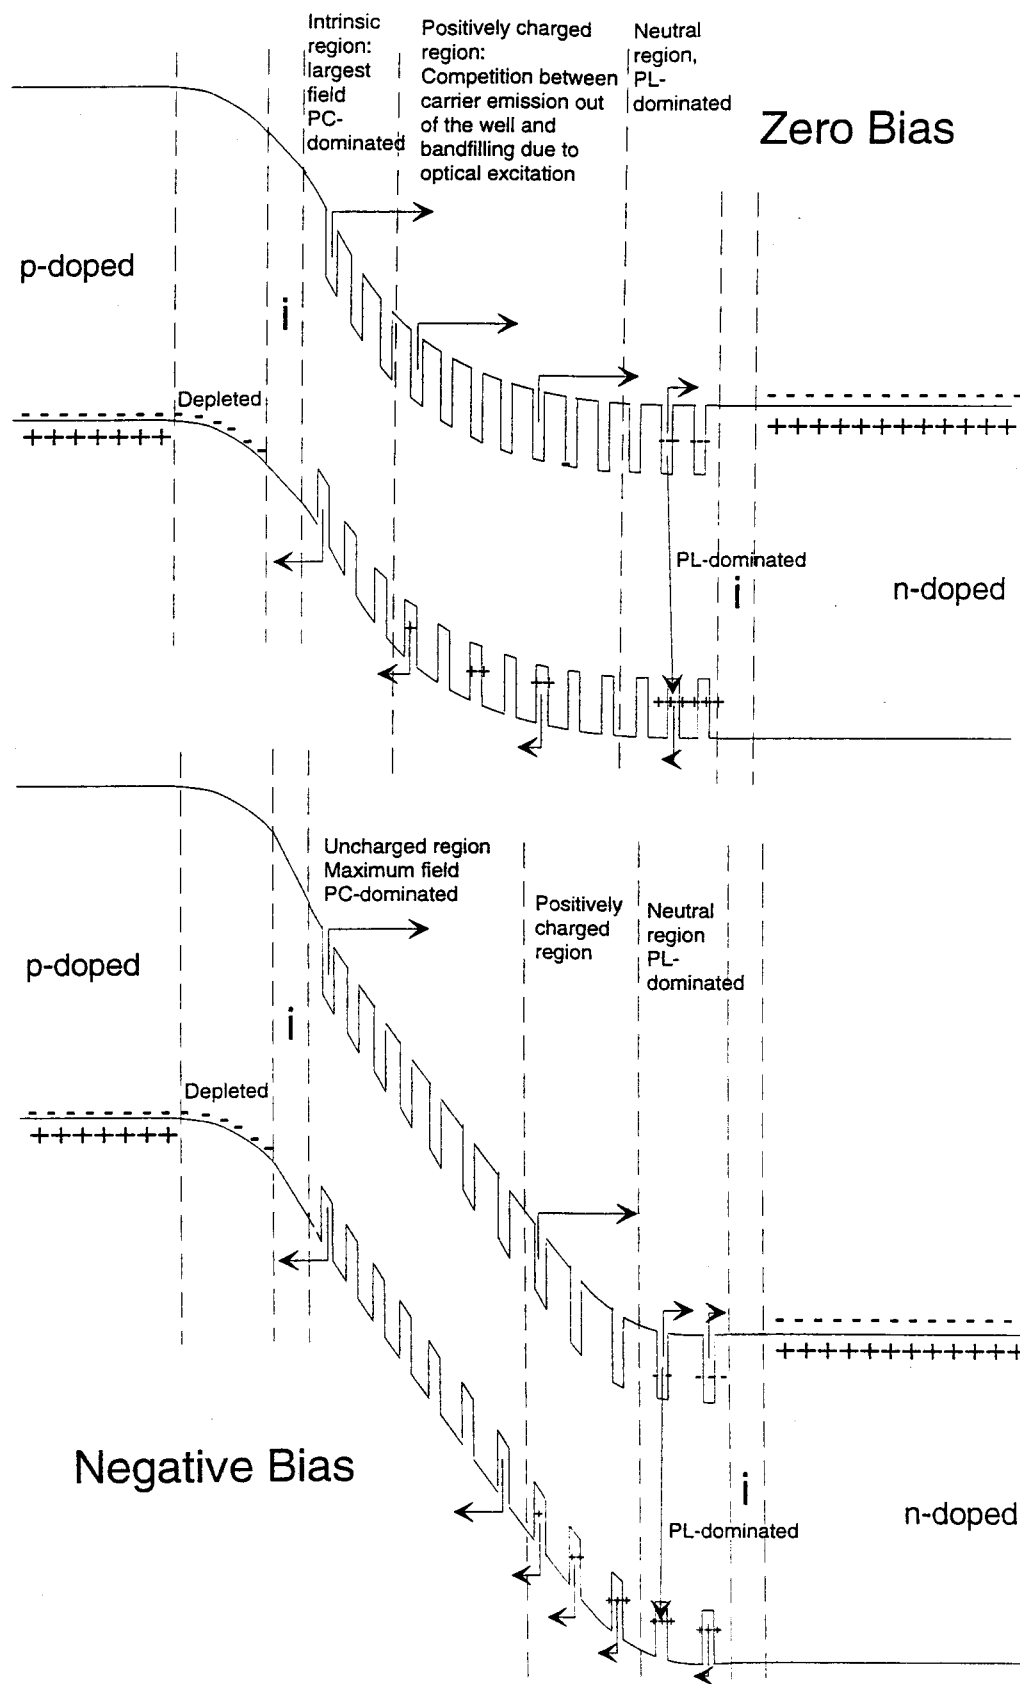 Intrinsic
region:
largest
field
PC-
dominated
Positively charged
region:
Competition between
carrier emission out
of the well and
bandfilling due to
optical excitation
Neutral
region,
PL-
dominated
Zero Bias
p-doped
i
Depleted
- - - - - - - - - - -
+++++++
- - - - - - - - - - - -
++++++++++++++
PL-dominated
i
n-doped
Uncharged region
Maximum field
PC-dominated
Positively
charged
region
Neutral
region
PL-
dominated
p-doped
i
Depleted
- - - - - - - - - - -
+++++++
- - - - - - - - - - - -
++++++++++++++
Negative Bias
i
PL-dominated
n-doped